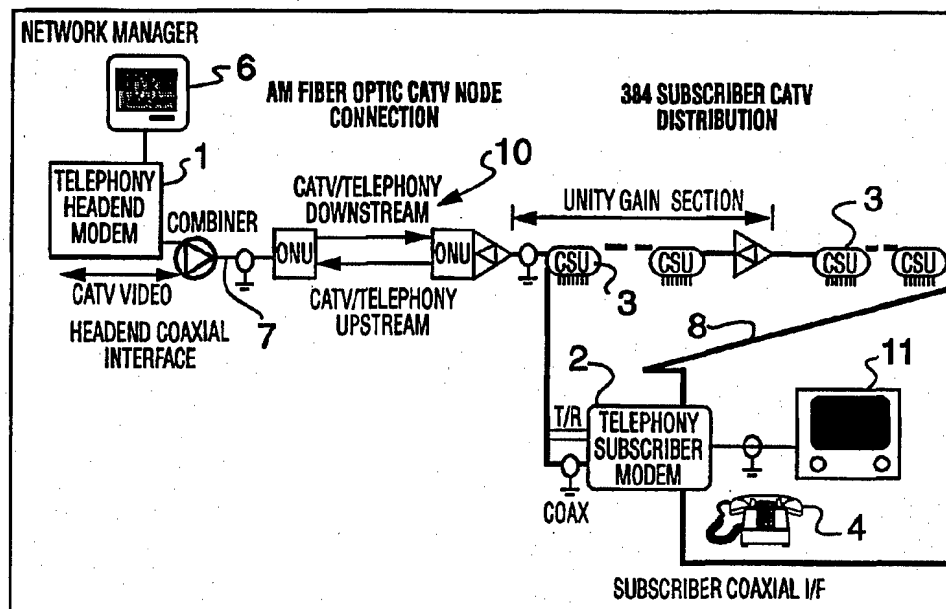 NETWORK MANAGER
6
AM FIBER OPTIC CATV NODE
CONNECTION
384 SUBSCRIBER CATV
DISTRIBUTION
1
TELEPHONY
HEADEND
MODEM
COMBINER
CATV/TELEPHONY
DOWNSTREAM
10
UNITY GAIN SECTION
3
ONU
ONU
CSU
CSU
CSU
CSU
CATV VIDEO
7
CATV/TELEPHONY
UPSTREAM
3
HEADEND COAXIAL
INTERFACE
8
2
11
T/R
TELEPHONY
SUBSCRIBER
MODEM
COAX
4
SUBSCRIBER COAXIAL I/F